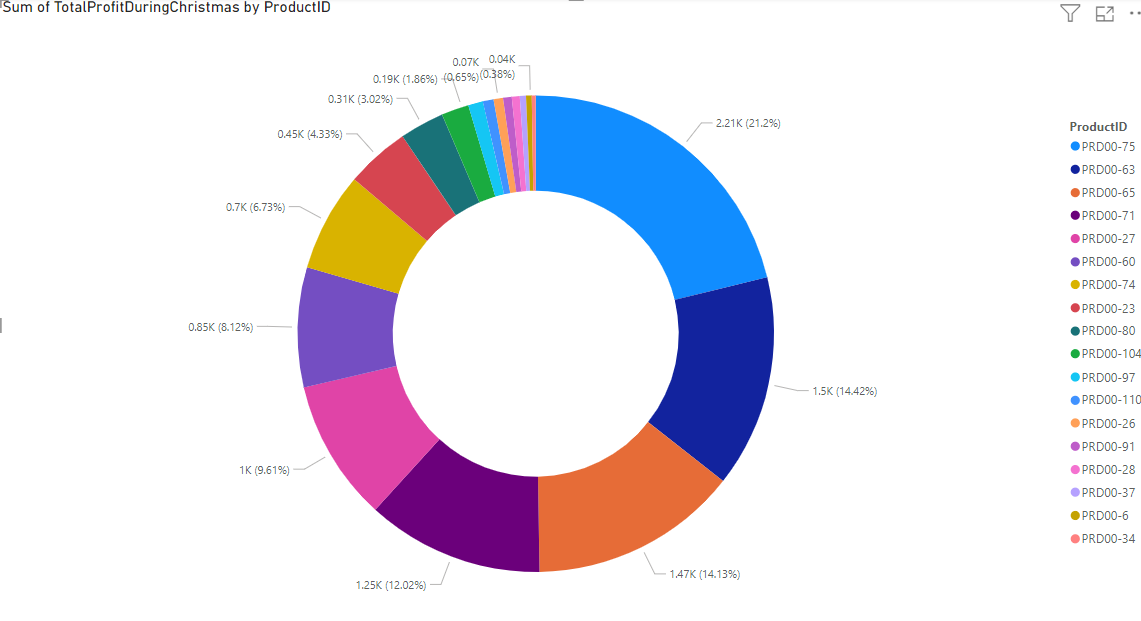 Sum of TotalProfitDuringChristmas by ProductID
0.07K
(0.65%)
0.04K
(0.38%)
0.19K (1.86%)
0.31K (3.02%)
0.45K (4.33%)
0.7K (6.73%)
0.85K (8.12%)
1K (9.61%)
1.25K (12.02%)
1.47K (14.13%)
1.5K (14.42%)
2.21K (21.2%)
ProductID
PRD00-75
PRD00-63
PRD00-65
PRD00-71
PRD00-27
PRD00-60
PRD00-74
PRD00-23
PRD00-80
PRD00-104
PRD00-97
PRD00-110
PRD00-26
PRD00-91
PRD00-28
PRD00-37
PRD00-6
PRD00-34